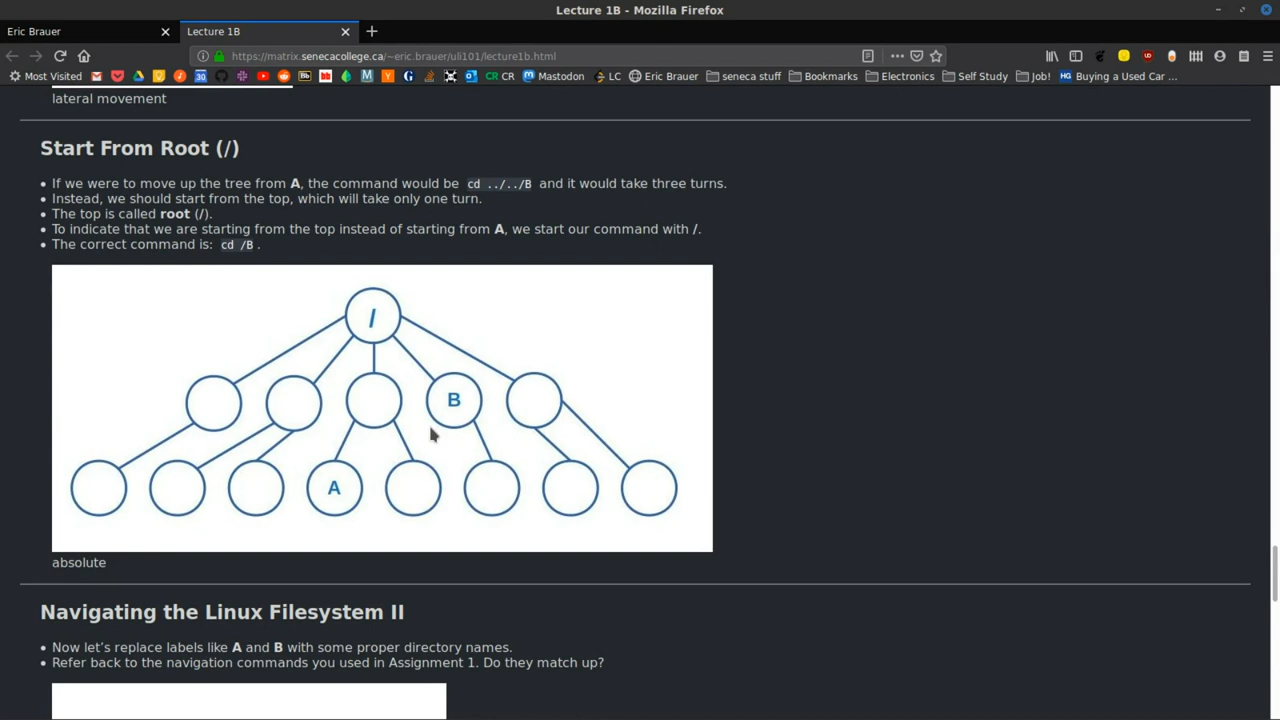 Lecture 1B - Mozilla Firefox
Eric Brauer
Lecture 1B
https://matrix.senecacollege.ca/~eric.brauer/uli101/lecture1b.html
Most Visited
CR CR
Mastodon
LC
Eric Brauer
seneca stuff
Bookmarks
Electronics
Self Study
Job!
HG Buying a Used Car ...
lateral movement
Start From Root (/)
• If we were to move up the tree from A, the command would be cd ../../B and it would take three turns.
• Instead, we should start from the top, which will take only one turn.
• The top is called root (/).
• To indicate that we are starting from the top instead of starting from A, we start our command with /.
• The correct command is: cd /B .
/
B
A
absolute
Navigating the Linux Filesystem II
• Now let's replace labels like A and B with some proper directory names.
• Refer back to the navigation commands you used in Assignment 1. Do they match up?